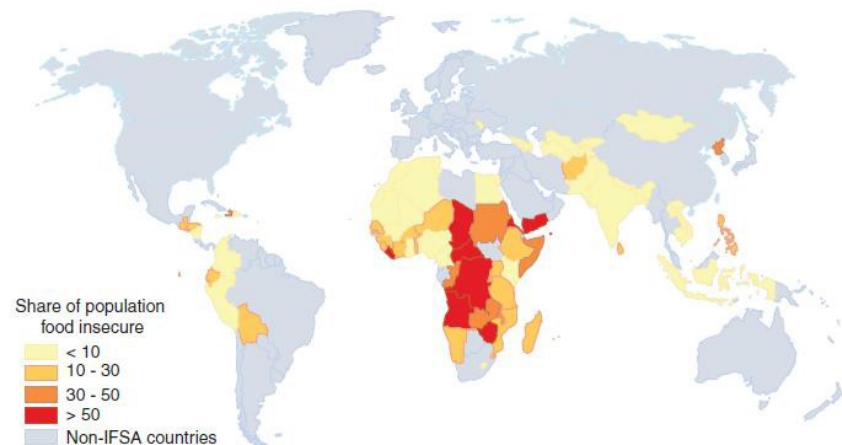 Share of population
food insecure
< 10
10 - 30
30 - 50
> 50
Non-IFSA countries